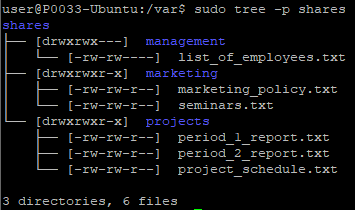 user@P0033-Ubuntu:/var$ sudo tree -p shares
shares
├── [drwxrwx---]  management
│   └── [-rw-rw----]  list_of_employees.txt
├── [drwxrwxr-x]  marketing
│   ├── [-rw-rw-r--]  marketing_policy.txt
│   └── [-rw-rw-r--]  seminars.txt
└── [drwxrwxr-x]  projects
    ├── [-rw-rw-r--]  period_1_report.txt
    ├── [-rw-rw-r--]  period_2_report.txt
    └── [-rw-rw-r--]  project_schedule.txt
3 directories, 6 files